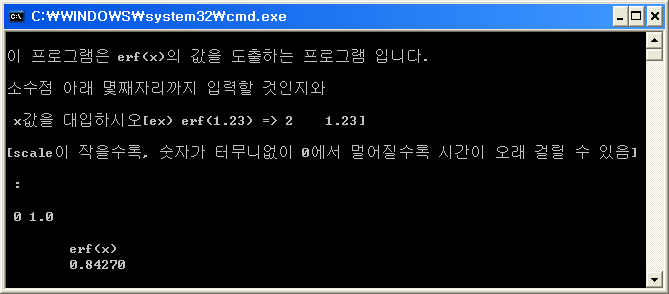 C:\WINDOWS\system32\cmd.exe
이 프로그램은 erf(x)의 값을 도출하는 프로그램 입니다.
소수점 아래 몇째자리까지 입력할 것인지와
x값을 대입하시오[ex) erf(1.23) => 2 1.23]
[scale이 작을수록, 숫자가 터무니없이 0에서 멀어질수록 시간이 오래 걸릴 수 있음]
:
0 1.0
erf(x)
0.84270